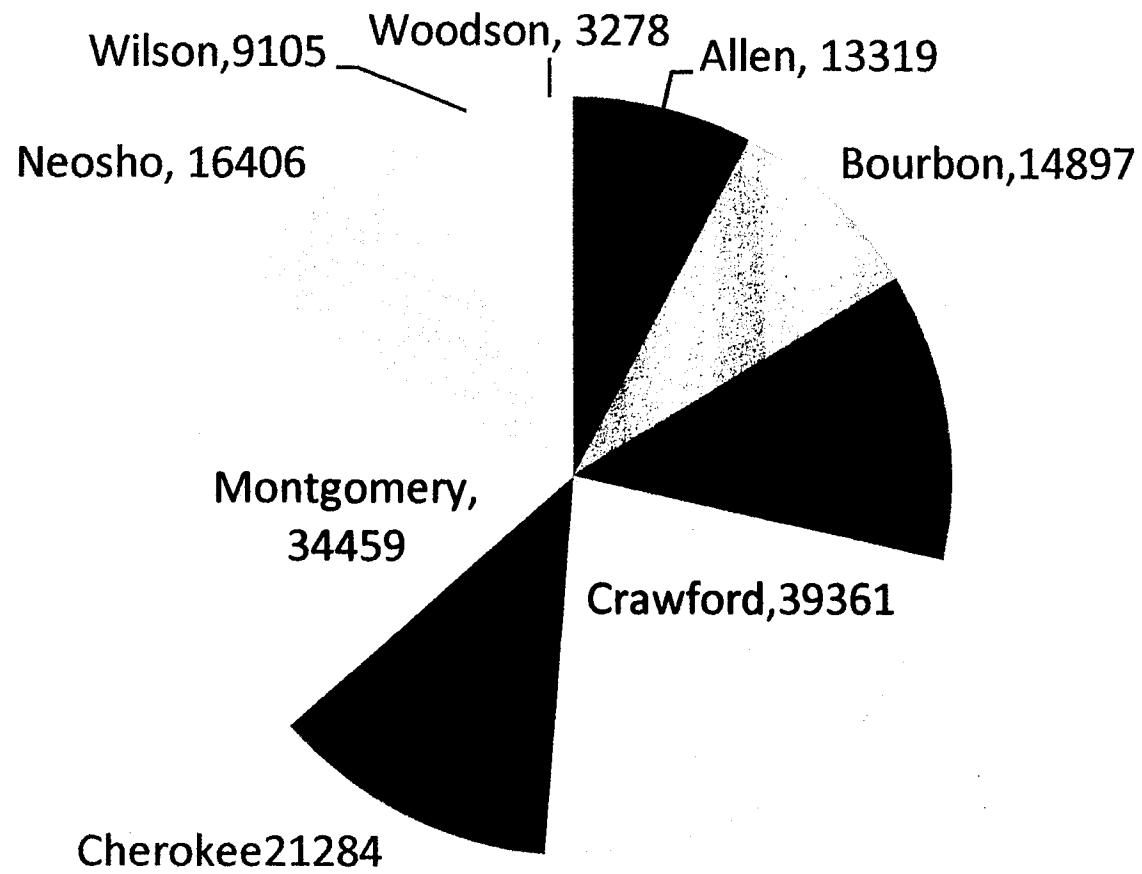 Woodson, 3278
Wilson,9105
Allen, 13319
Neosho, 16406
Bourbon,14897
Montgomery,
34459
Crawford,39361
Cherokee21284